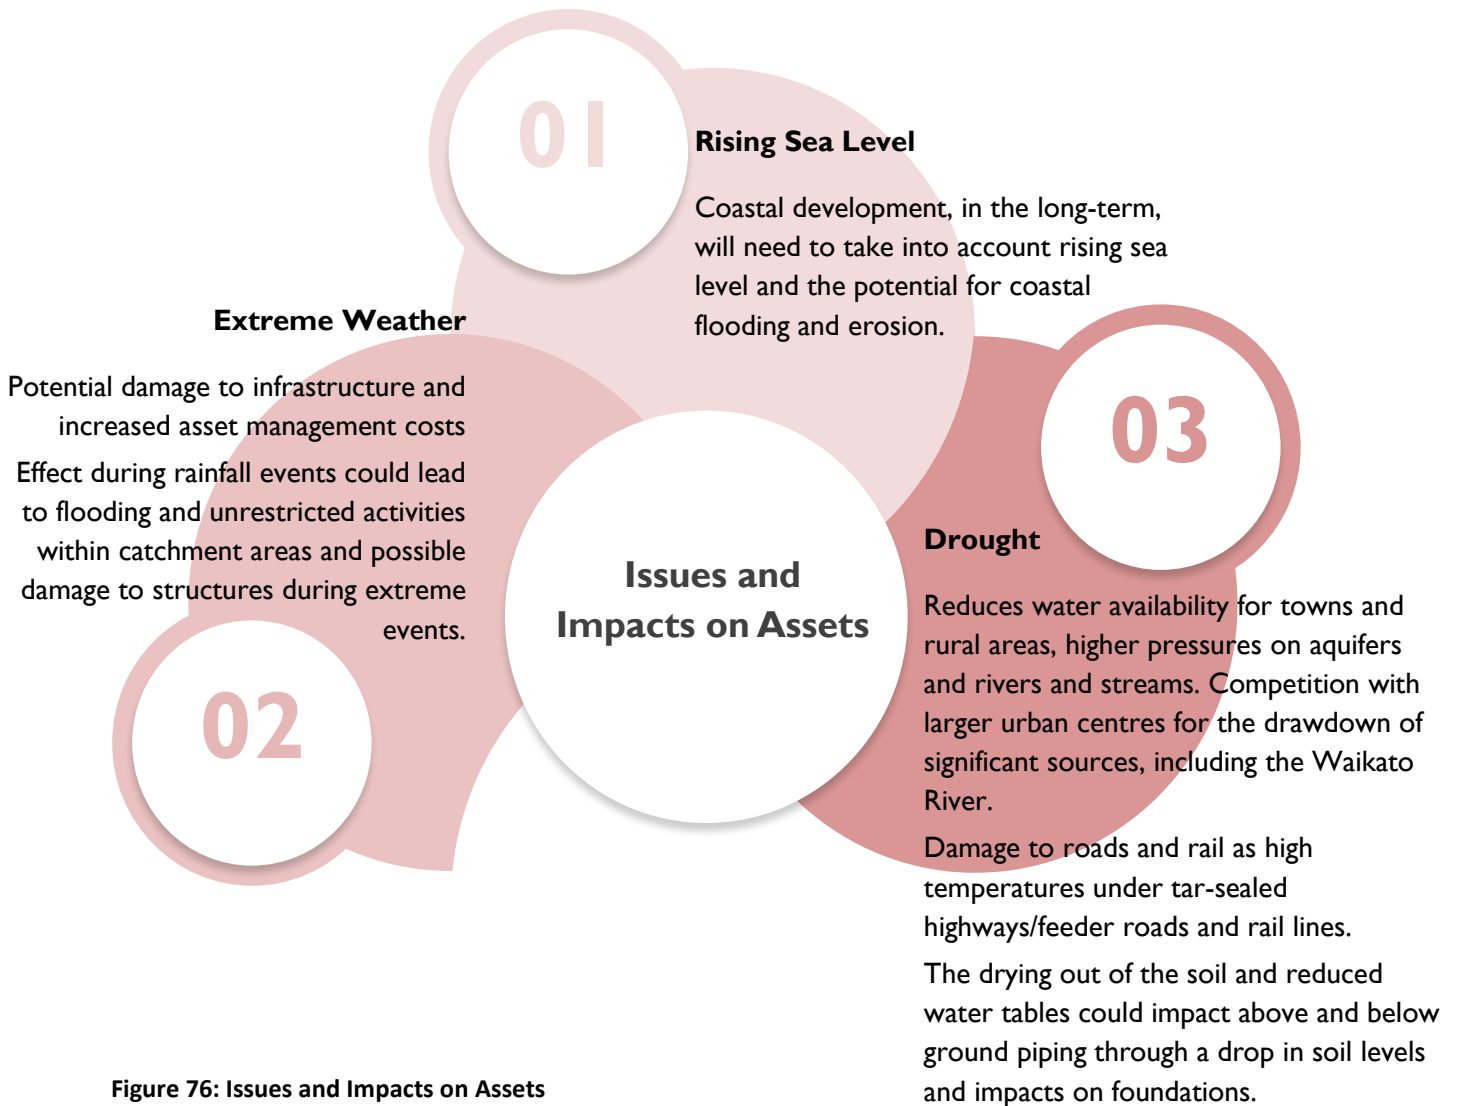 01
Rising Sea Level
Coastal development, in the long-term,
will need to take into account rising sea
level and the potential for coastal
flooding and erosion.
Extreme Weather
Potential damage to infrastructure and
increased asset management costs
Effect during rainfall events could lead
to flooding and unrestricted activities
within catchment areas and possible
damage to structures during extreme
events.
02
Issues and
Impacts on Assets
03
Drought
Reduces water availability for towns and
rural areas, higher pressures on aquifers
and rivers and streams. Competition with
larger urban centres for the drawdown of
significant sources, including the Waikato
River.
Damage to roads and rail as high
temperatures under tar-sealed
highways/feeder roads and rail lines.
The drying out of the soil and reduced
water tables could impact above and below
ground piping through a drop in soil levels
and impacts on foundations.
Figure 76: Issues and Impacts on Assets